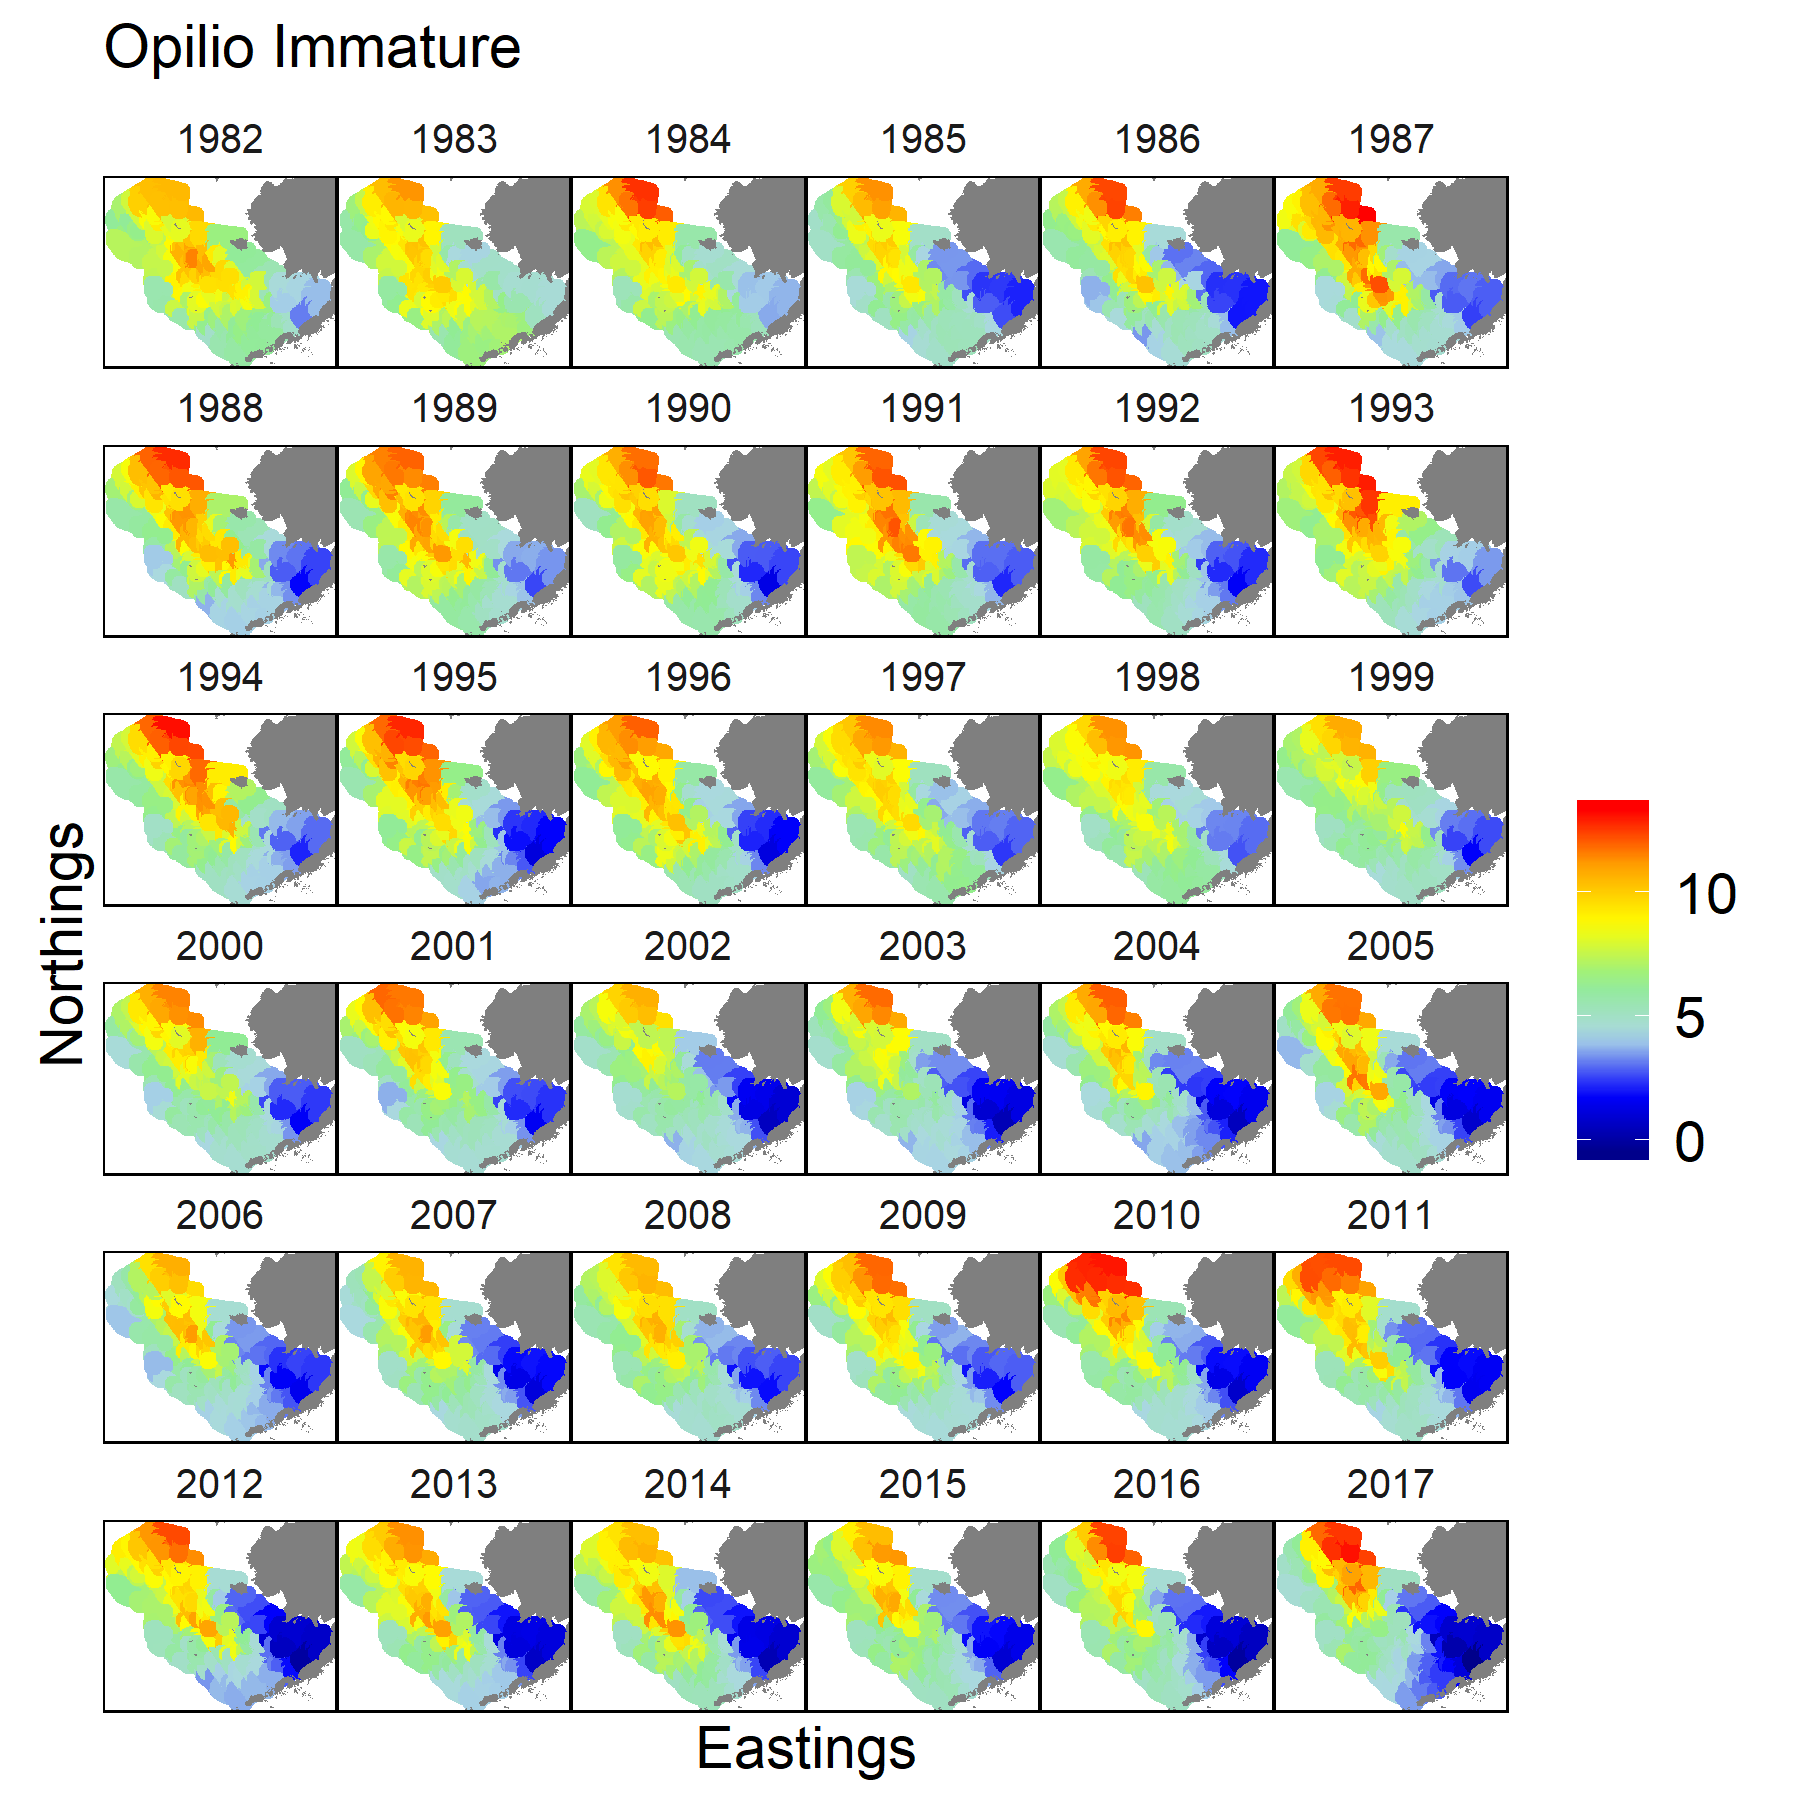 Opilio Immature
1982 1983 1984 1985 1986 1987
1988 1989 1990 1991 1992 1993
1994 1995 1996 1997 1998 1999
2000 2001 2002 2003 2004 2005
2006 2007 2008 2009 2010 2011
2012 2013 2014 2015 2016 2017
Northings
Eastings
10
5
0